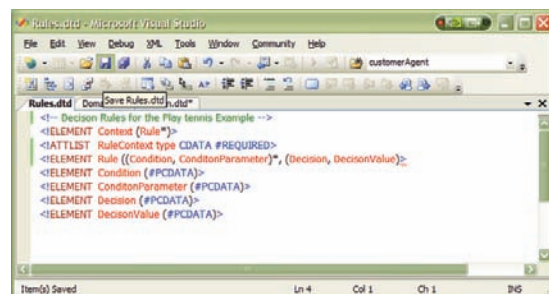 Rules.dtd - Microsoft Visual Studio
File Edit View Debug XML Tools Window Community Help
customerAgent
Rules.dtd Dom n.dtd*
Save Rules.dtd
<!-- Decison Rules for the Play tennis Example -->
<!ELEMENT Context (Rule*)>
<!ATTLIST RuleContext type CDATA #REQUIRED>
<!ELEMENT Rule ((Condition, ConditonParameter)*, (Decision, DecisonValue)>
<!ELEMENT Condition (#PCDATA)>
<!ELEMENT ConditonParameter (#PCDATA)>
<!ELEMENT Decision (#PCDATA)>
<!ELEMENT DecisonValue (#PCDATA)>
Item(s) Saved Ln 4 Col 1 Ch 1 INS